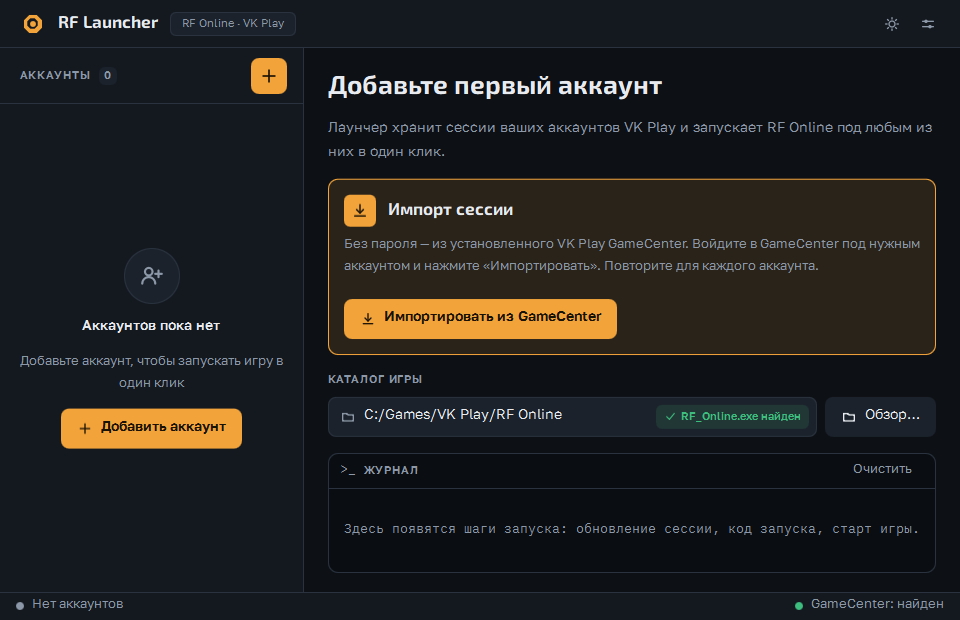 RF Launcher
RF Online · VK Play
АККАУНТЫ 0
Аккаунтов пока нет
Добавьте аккаунт, чтобы запускать игру в
один клик
Добавить аккаунт
Добавьте первый аккаунт
Лаунчер хранит сессии ваших аккаунтов VK Play и запускает RF Online под любым из
них в один клик.
Импорт сессии
Без пароля — из установленного VK Play GameCenter. Войдите в GameCenter под нужным
аккаунтом и нажмите «Импортировать». Повторите для каждого аккаунта.
Импортировать из GameCenter
КАТАЛОГ ИГРЫ
C:/Games/VK Play/RF Online
RF_Online.exe найден
Обзор...
>_ ЖУРНАЛ
Очистить
Здесь появятся шаги запуска: обновление сессии, код запуска, старт игры.
Нет аккаунтов
GameCenter: найден